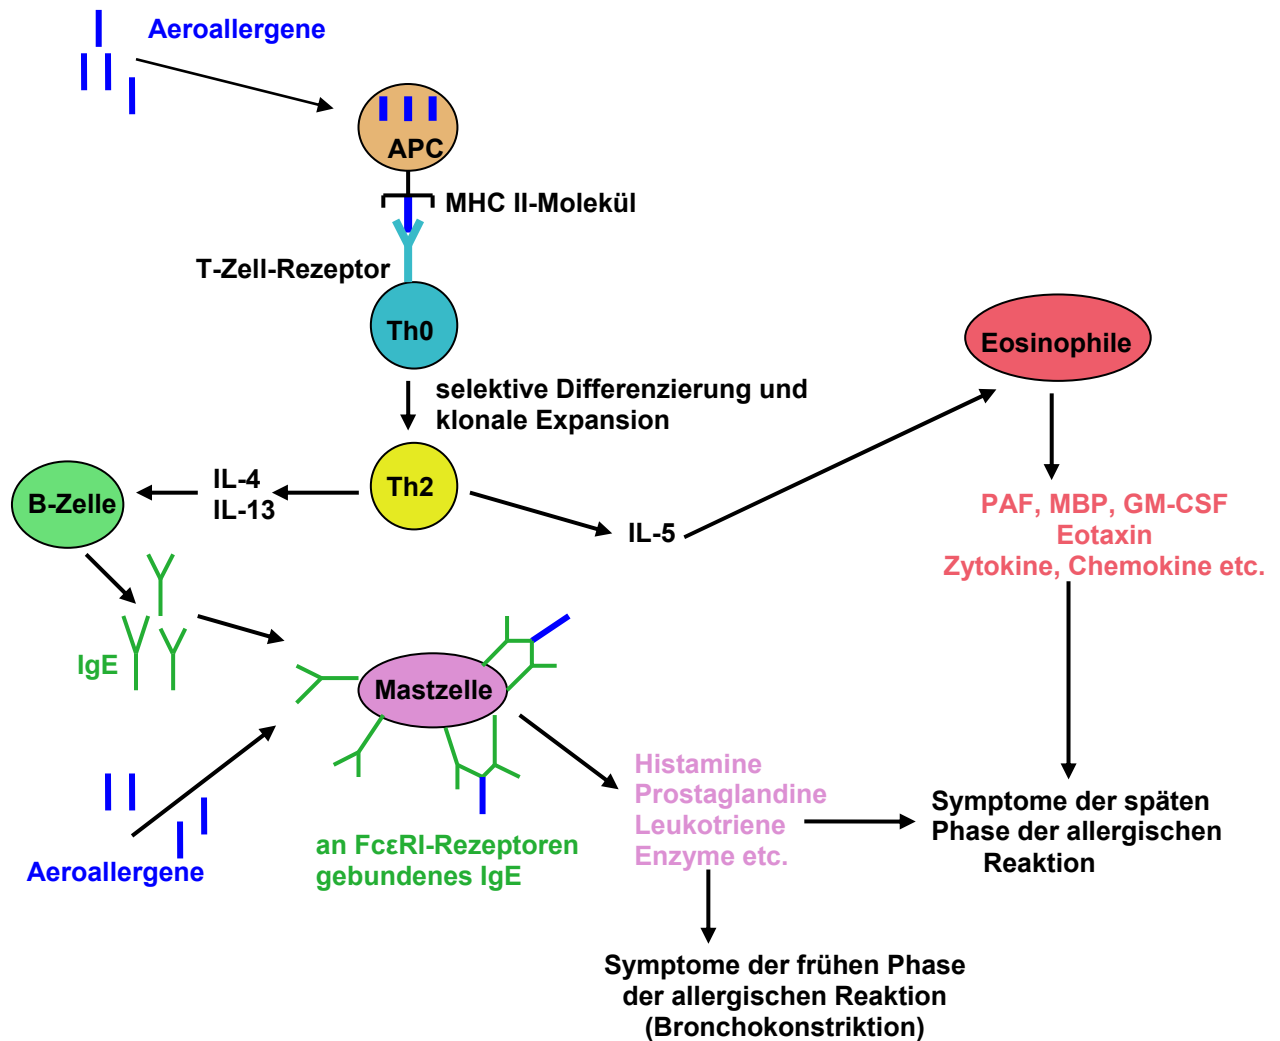 Aeroallergene
APC
MHC II-Molekül
T-Zell-Rezeptor
Th0
Eosinophile
selektive Differenzierung und
klonale Expansion
B-Zelle
IL-4
IL-13
Th2
IL-5
PAF, MBP, GM-CSF
Eotaxin
Zytokine, Chemokine etc.
IgE
Mastzelle
Histamine
Prostaglandine
Leukotriene
Enzyme etc.
Symptome der späten
Phase der allergischen
Reaktion
Aeroallergene
an FcεRI-Rezeptoren
gebundenes IgE
Symptome der frühen Phase
der allergischen Reaktion
(Bronchokonstriktion)